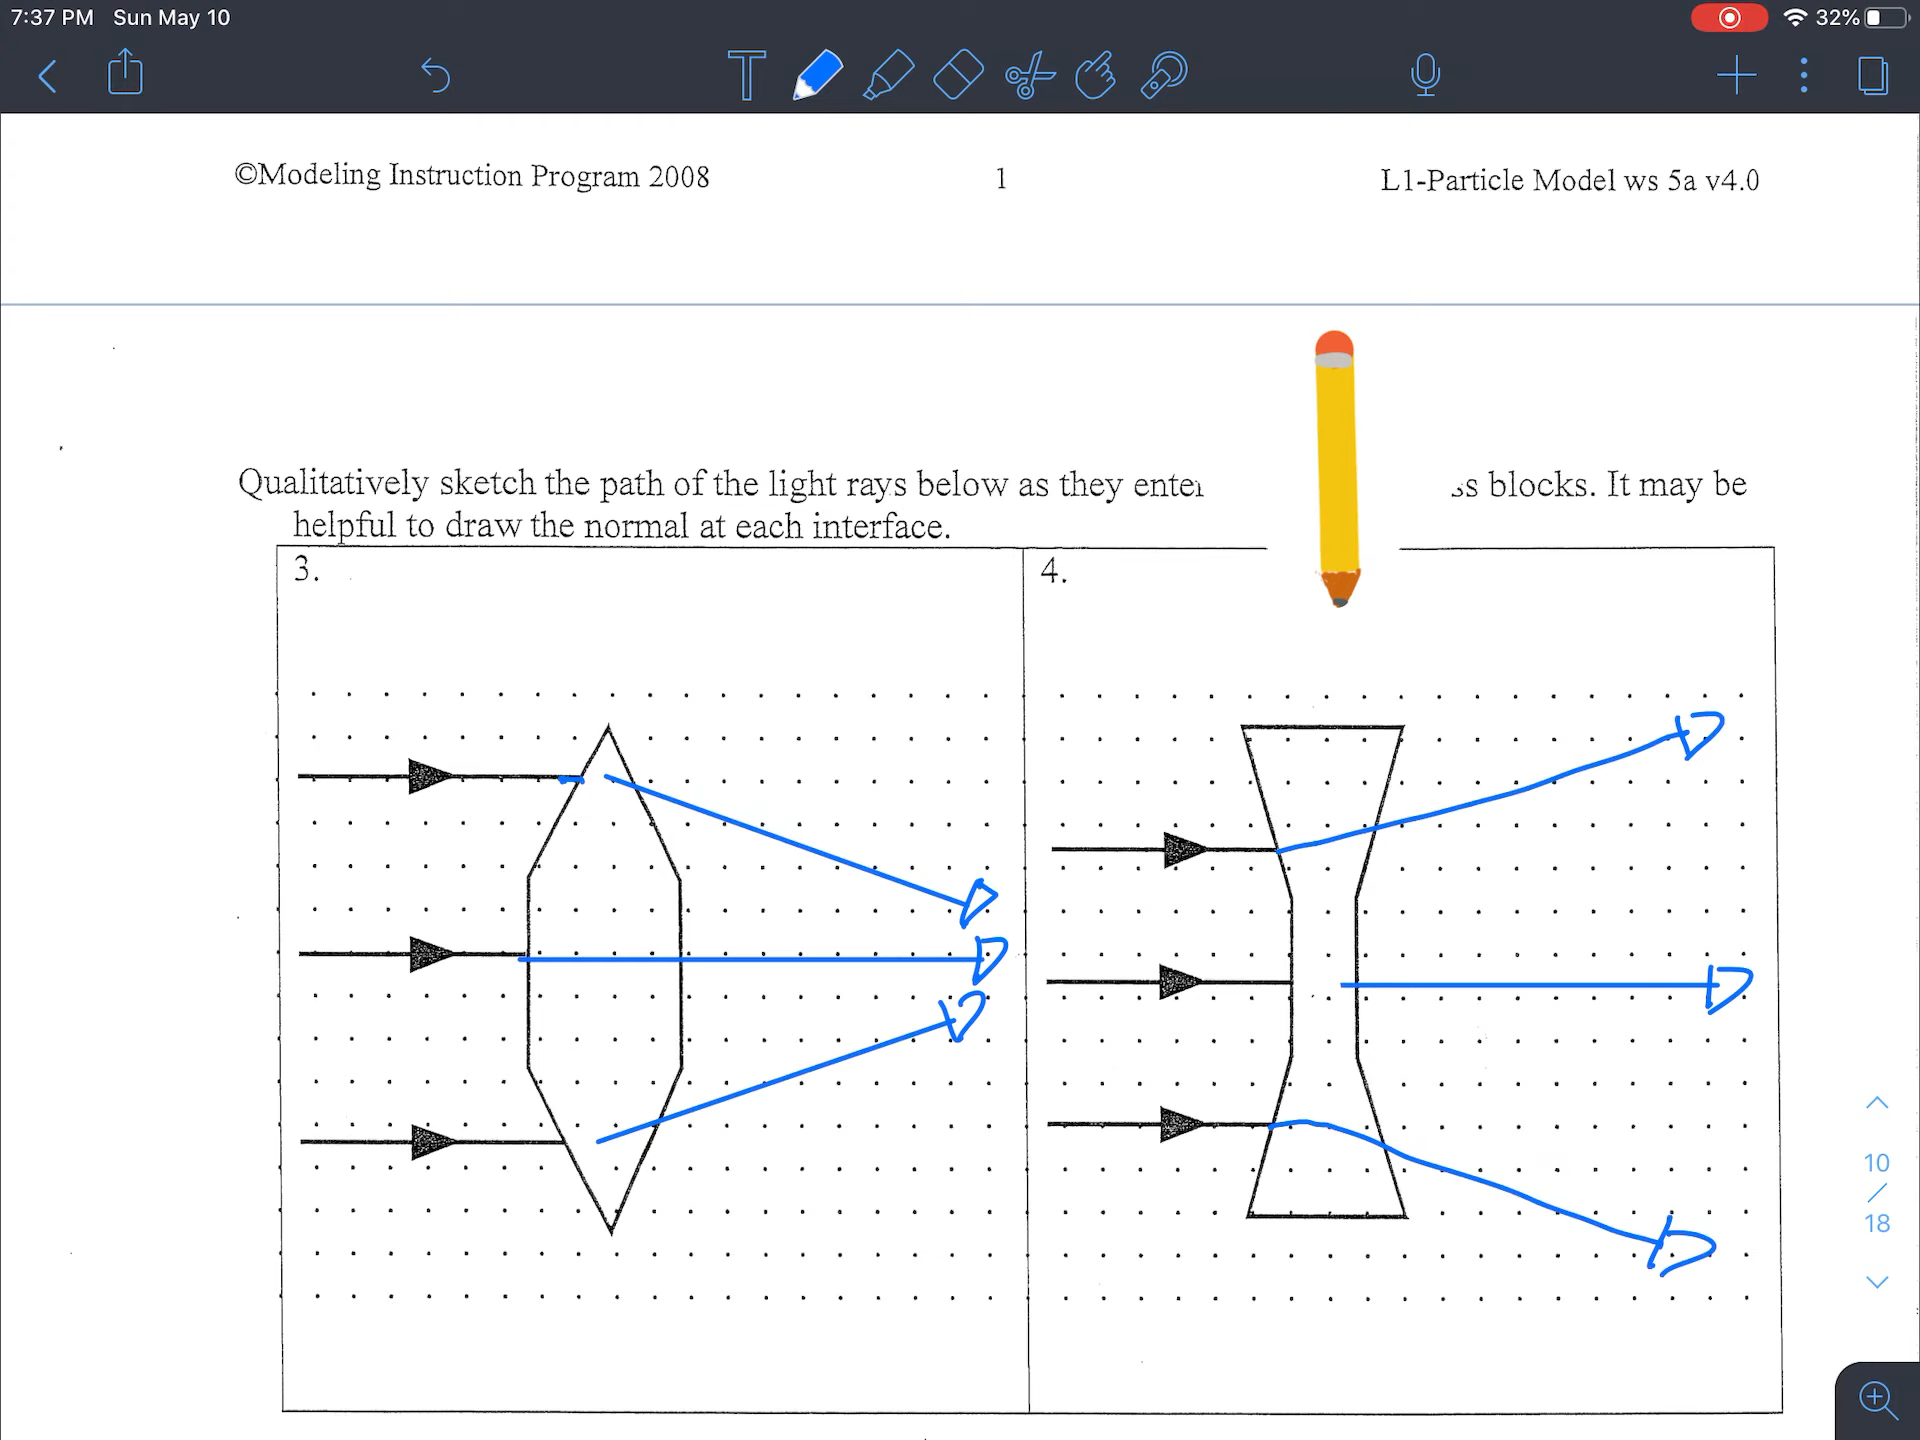 7:37 PM Sun May 10
32%
T
©Modeling Instruction Program 2008 1 L1-Particle Model ws 5a v4.0
Qualitatively sketch the path of the light rays below as they enter ss blocks. It may be
helpful to draw the normal at each interface.
3. 4.
10
/
18